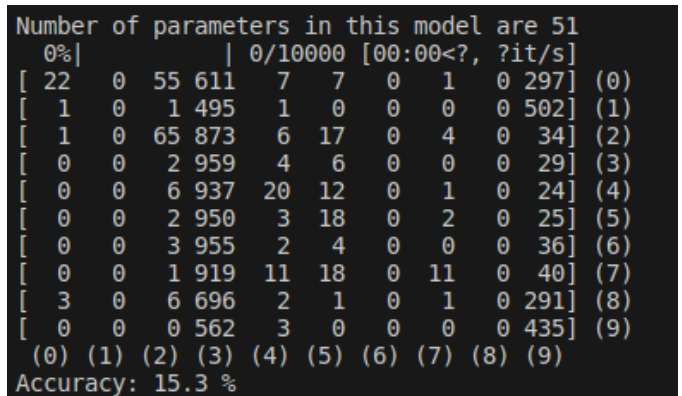 Number of parameters in this model are 51
0%| | 0/10000 [00:00<?, ?it/s]
[ 22 0 55 611 7 7 0 1 0 297] (0)
[ 1 0 1 495 1 0 0 0 0 502] (1)
[ 1 0 65 873 6 17 0 4 0 34] (2)
[ 0 0 2 959 4 6 0 0 0 29] (3)
[ 0 0 6 937 20 12 0 1 0 24] (4)
[ 0 0 2 950 3 18 0 2 0 25] (5)
[ 0 0 3 955 2 4 0 0 0 36] (6)
[ 0 0 1 919 11 18 0 11 0 40] (7)
[ 3 0 6 696 2 1 0 1 0 291] (8)
[ 0 0 0 562 3 0 0 0 0 435] (9)
(0) (1) (2) (3) (4) (5) (6) (7) (8) (9)
Accuracy: 15.3 %